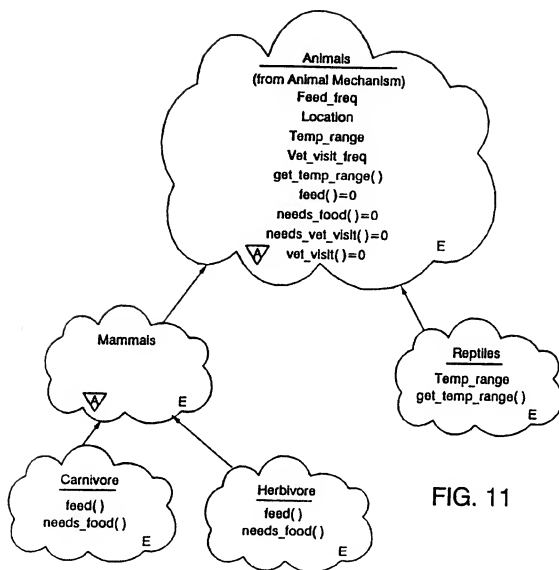 Animals
(from Animal Mechanism)
Feed_freq
Location
Temp_range
Vet_visit_freq
get_temp_range( )
feed( )=0
needs_food( )=0
needs_vet_visit( )=0
vet_visit( )=0
A
E
Mammals
A
E
Reptiles
Temp_range
get_temp_range( )
E
Carnivore
feed( )
needs_food( )
E
Herbivore
feed( )
needs_food( )
E
FIG. 11